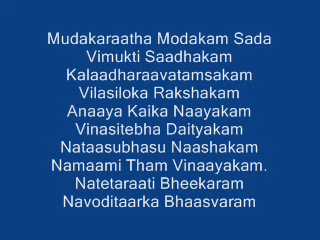 Mudakaraatha Modakam Sada
Vimukti Saadhakam
Kalaadharaavatamsakam
Vilasiloka Rakshakam
Anaaya Kaika Naayakam
Vinasitebha Daityakam
Nataasubhasu Naashakam
Namaami Tham Vinaayakam.
Natetaraati Bheekaram
Navoditaarka Bhaasvaram